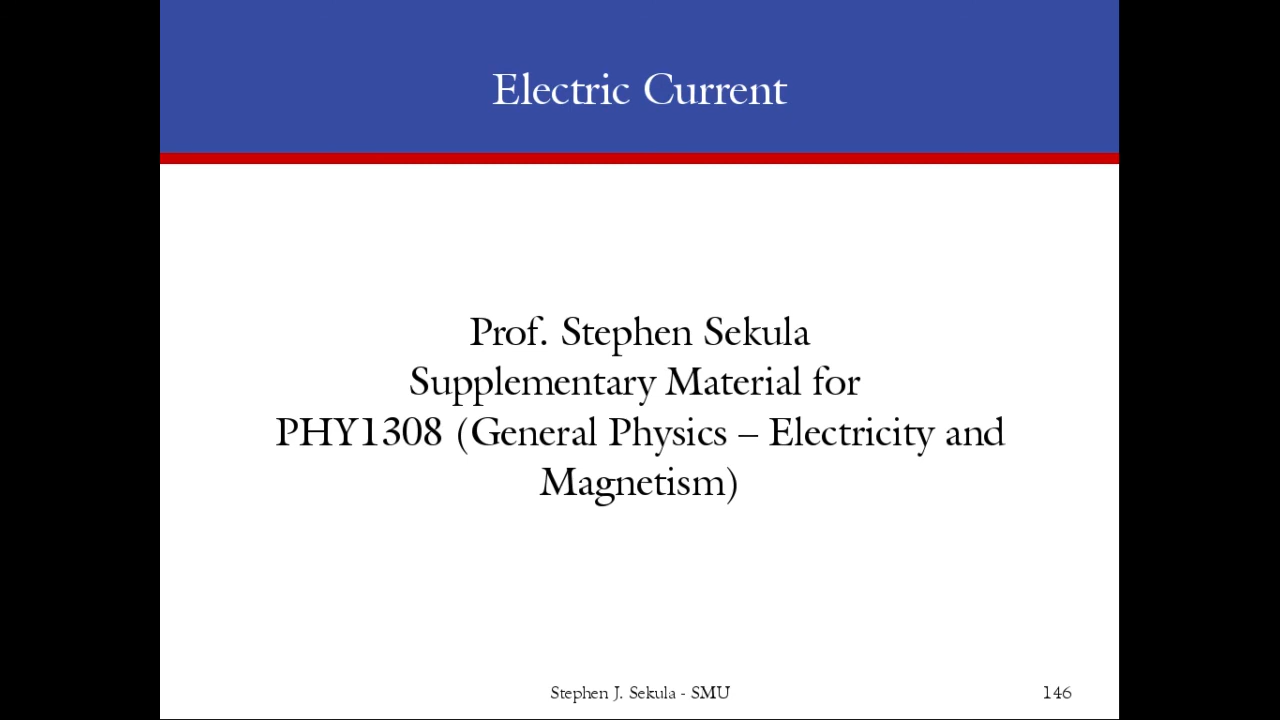 Electric Current
Prof. Stephen Sekula
Supplementary Material for
PHY1308 (General Physics – Electricity and
Magnetism)
Stephen J. Sekula - SMU
146